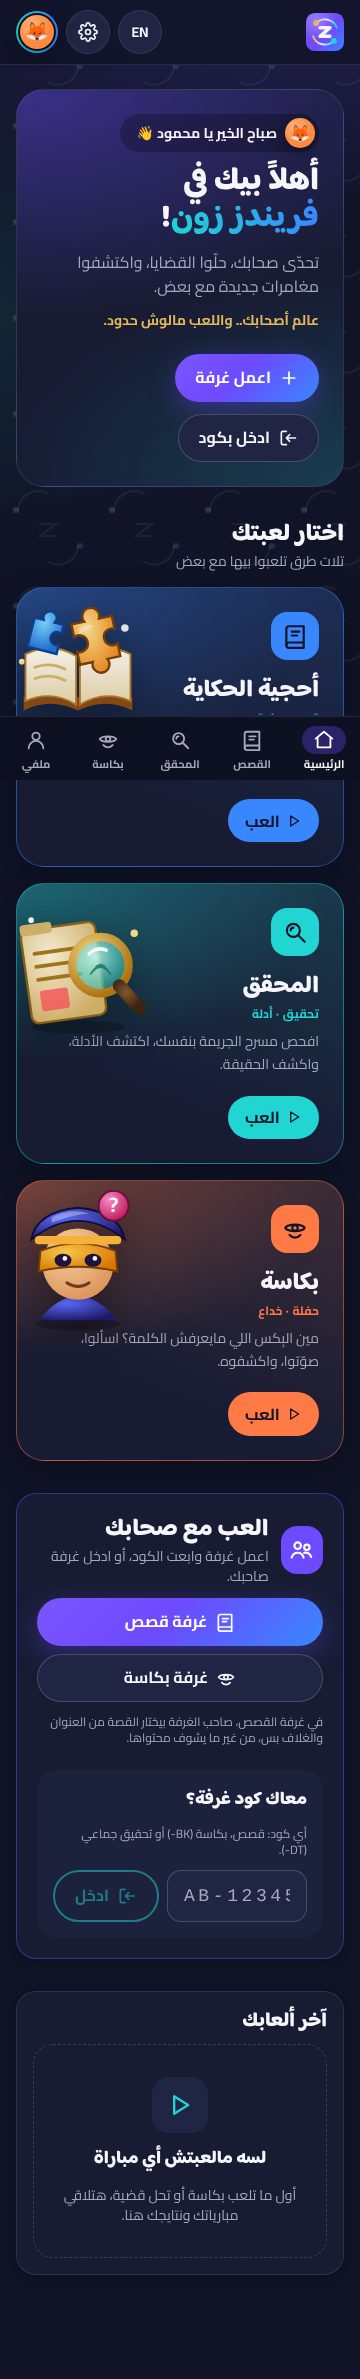 EN
صباح الخير يا محمود 👋
أهلاً بيك في
فريندز زون!
تحدّى صحابك، حلّوا القضايا، واكتشفوا
مغامرات جديدة مع بعض.
عالم أصحابك.. واللعب مالوش حدود.
اعمل غرفة
ادخل بكود
اختار لعبتك
تلات طرق تلعبوا بيها مع بعض
أحجية الحكاية
الرئيسية
القصص
المحقق
بكاسة
ملفي
العب
المحقق
تحقيق · أدلة
افحص مسرح الجريمة بنفسك، اكتشف الأدلة،
واكشف الحقيقة.
العب
?
بكاسة
حفلة · خداع
مين البكس اللي مايعرفش الكلمة؟ اسألوا،
صوّتوا، واكشفوه.
العب
العب مع صحابك
اعمل غرفة وابعت الكود، أو ادخل غرفة
صاحبك.
غرفة قصص
غرفة بكاسة
في غرفة القصص، صاحب الغرفة بيختار القصة من العنوان
والغلاف بس، من غير ما يشوف محتواها.
معاك كود غرفة؟
أي كود: قصص، بكاسة (BK-) أو تحقيق جماعي
(DT-).
AB-12345
ادخل
آخر ألعابك
لسه مالعبتش أي مباراة
أول ما تلعب بكاسة أو تحل قضية، هتلاقي
مبارياتك ونتايجك هنا.